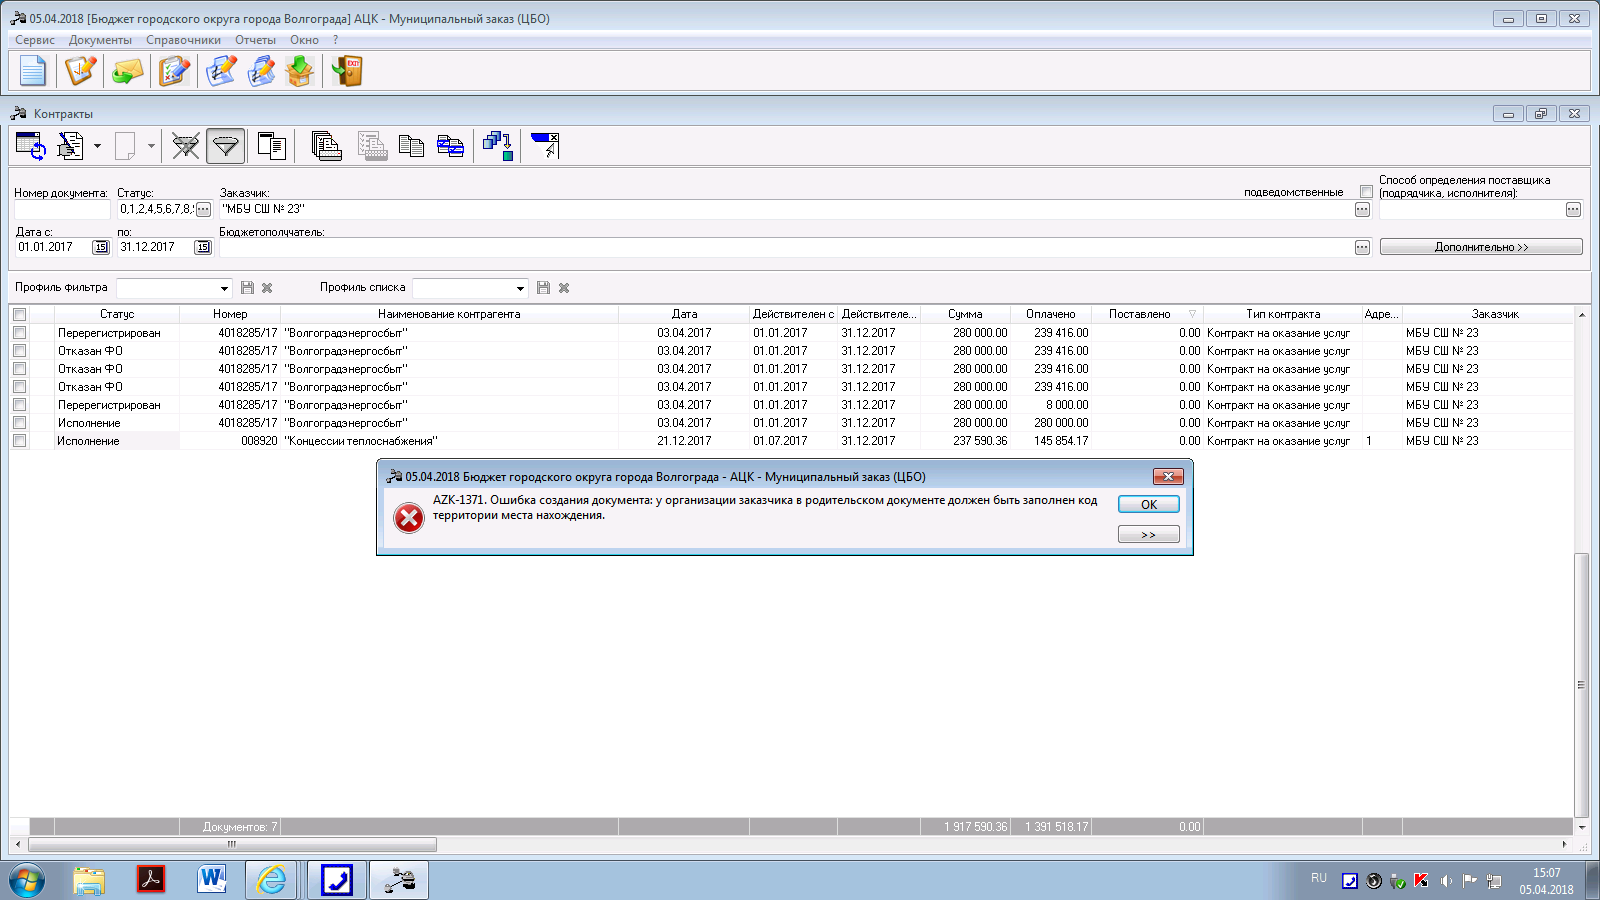 05.04.2018 [Бюджет городского округа города Волгограда] АЦК - Муниципальный заказ (ЦБО)
Сервис Документы Справочники Отчеты Окно ?
EXIT
Контракты
Номер документа: Статус: Заказчик: подведомственные Способ определения поставщика (подрядчика, исполнителя):
0,1,2,4,5,6,7,8, "МБУ СШ № 23"
Дата с: по: Бюджетополучатель:
01.01.2017 15 31.12.2017 15 Дополнительно >>
Профиль фильтра Профиль списка
Статус Номер Наименование контрагента Дата Действителен с Действителе... Сумма Оплачено Поставлено Тип контракта Адре... Заказчик
Перерегистрирован 4018285/17 "Волгоградэнергосбыт" 03.04.2017 01.01.2017 31.12.2017 280 000.00 239 416.00 0.00 Контракт на оказание услуг МБУ СШ № 23
Отказан ФО 4018285/17 "Волгоградэнергосбыт" 03.04.2017 01.01.2017 31.12.2017 280 000.00 239 416.00 0.00 Контракт на оказание услуг МБУ СШ № 23
Отказан ФО 4018285/17 "Волгоградэнергосбыт" 03.04.2017 01.01.2017 31.12.2017 280 000.00 239 416.00 0.00 Контракт на оказание услуг МБУ СШ № 23
Отказан ФО 4018285/17 "Волгоградэнергосбыт" 03.04.2017 01.01.2017 31.12.2017 280 000.00 239 416.00 0.00 Контракт на оказание услуг МБУ СШ № 23
Перерегистрирован 4018285/17 "Волгоградэнергосбыт" 03.04.2017 01.01.2017 31.12.2017 280 000.00 8 000.00 0.00 Контракт на оказание услуг МБУ СШ № 23
Исполнение 4018285/17 "Волгоградэнергосбыт" 03.04.2017 01.01.2017 31.12.2017 280 000.00 280 000.00 0.00 Контракт на оказание услуг МБУ СШ № 23
Исполнение 008920 "Концессии теплоснабжения" 21.12.2017 01.07.2017 31.12.2017 237 590.36 145 854.17 0.00 Контракт на оказание услуг 1 МБУ СШ № 23
05.04.2018 Бюджет городского округа города Волгограда - АЦК - Муниципальный заказ (ЦБО)
AZK-1371. Ошибка создания документа: у организации заказчика в родительском документе должен быть заполнен код
территории места нахождения.
OK
>>
Документов: 7 1 917 590.36 1 391 518.17 0.00
RU 15:07
05.04.2018